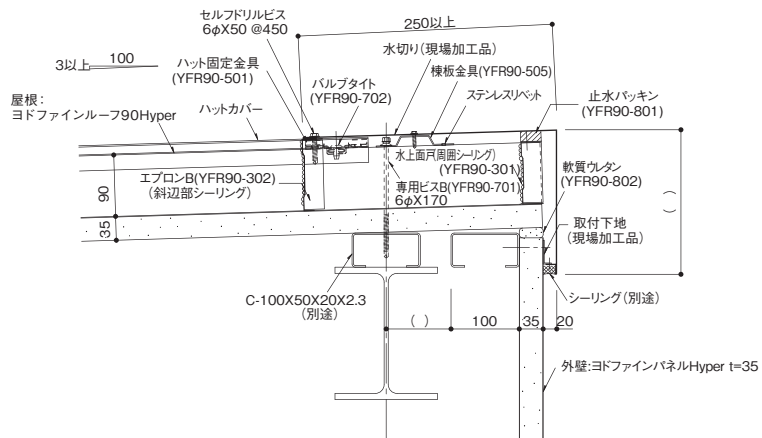 セルフドリルビス
6φX50 @450
250以上
水切り(現場加工品)
100
3以上
ハット固定金具
(YFR90-501)
バルブタイト
(YFR90-702)
棟板金具(YFR90-505)
ステンレスリベット
止水パッキン
(YFR90-801)
屋根：
ヨドファインルーフ90Hyper
ハットカバー
水上面戸(周囲シーリング)
(YFR90-301)
エプロンB(YFR90-302)
(斜辺部シーリング)
専用ビスB(YFR90-701)
6φX170
軟質ウレタン
(YFR90-802)
90
35
取付下地
(現場加工品)
( )
C-100X50X20X2.3
(別途)
シーリング(別途)
( )
100
35
20
外壁:ヨドファインパネルHyper t=35